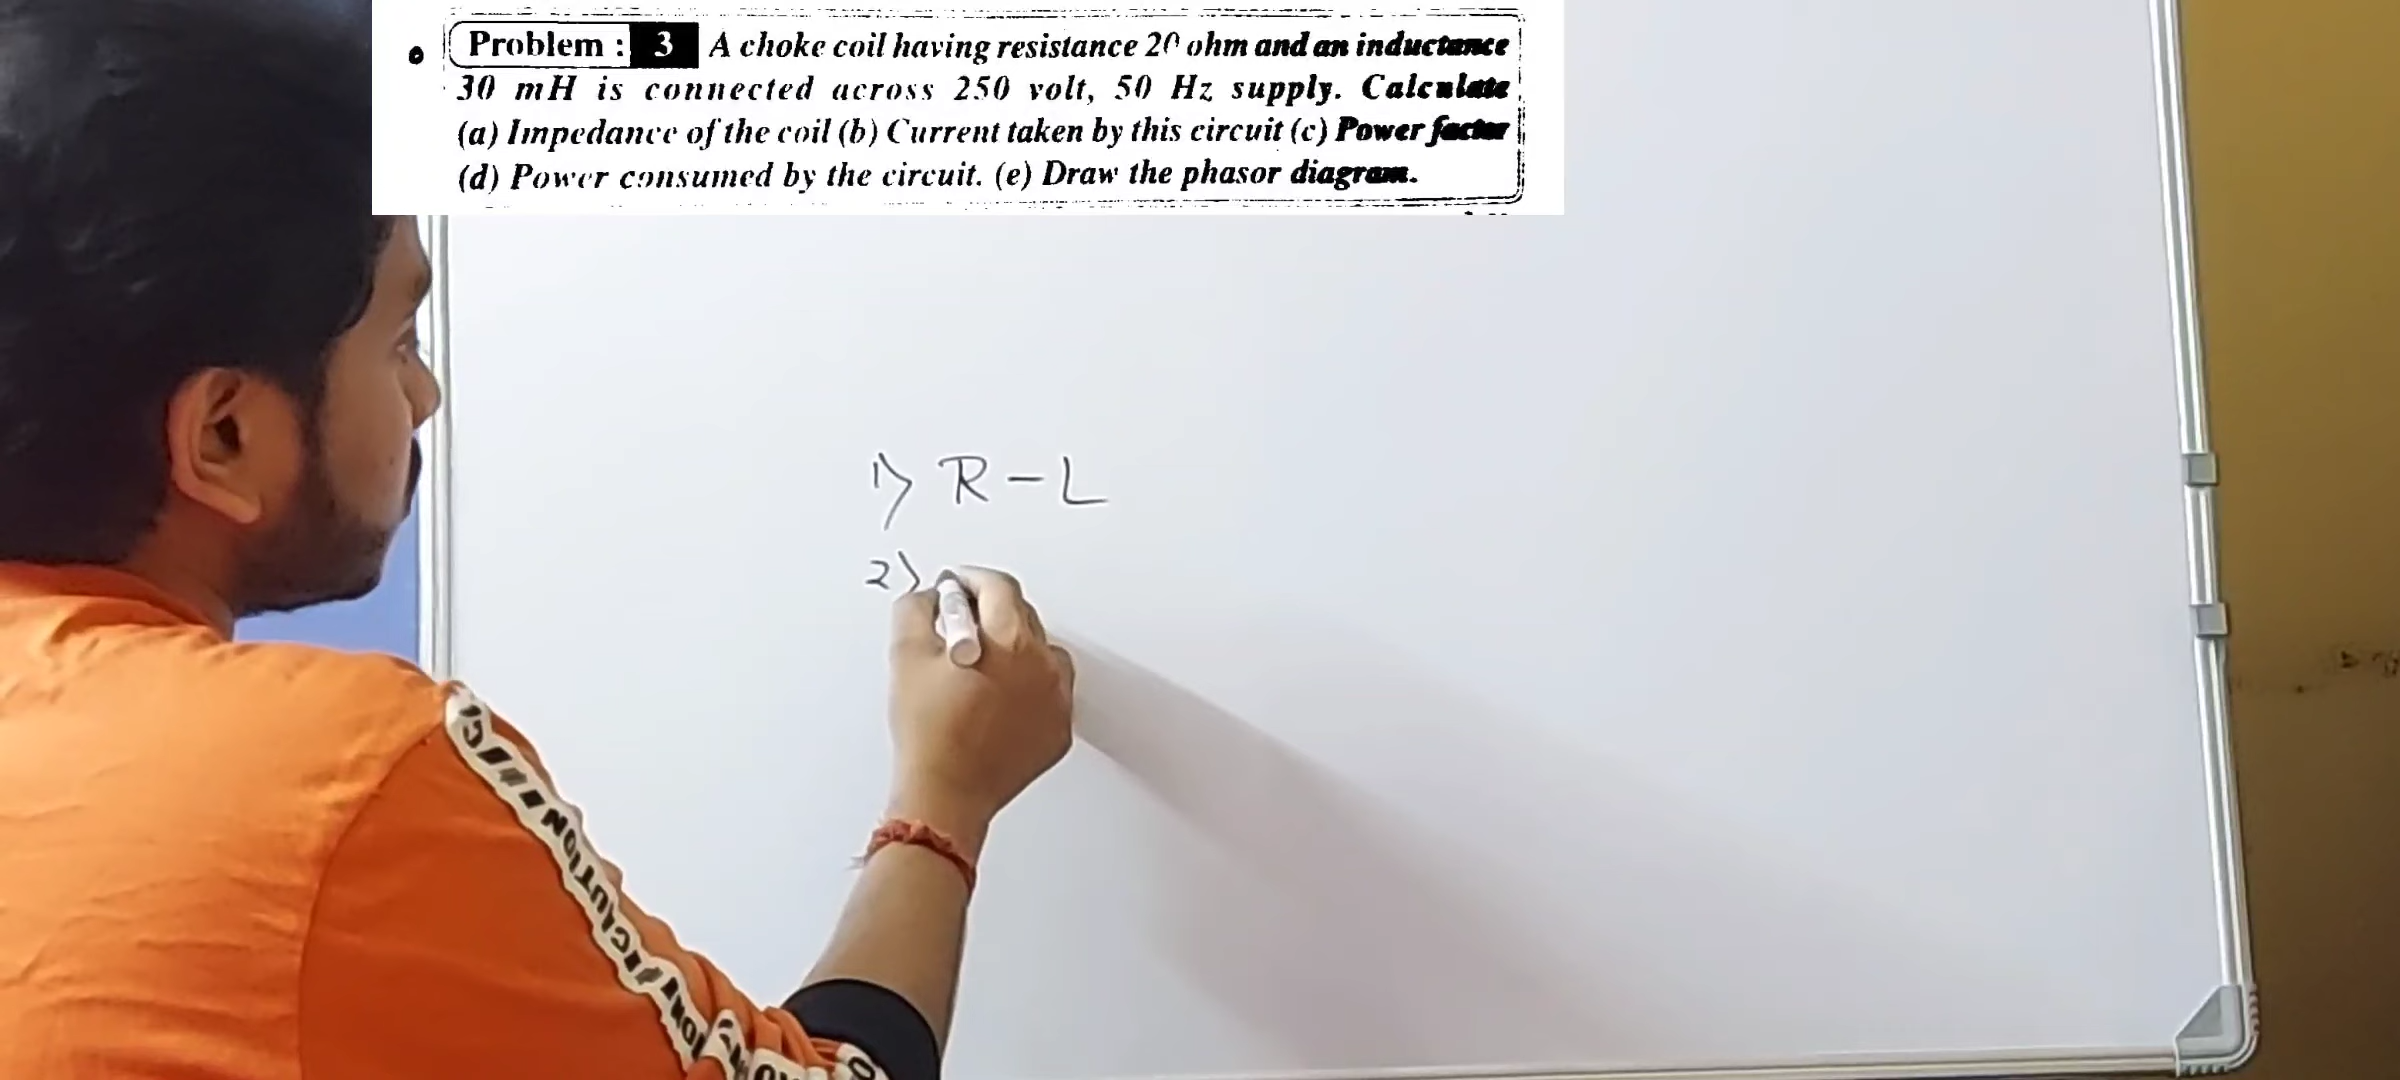 Problem : 3 A choke coil having resistance 20 ohm and an inductance
30 mH is connected across 250 volt, 50 Hz supply. Calculate
(a) Impedance of the coil (b) Current taken by this circuit (c) Power factor
(d) Power consumed by the circuit. (e) Draw the phasor diagram.
1) R - L
2)